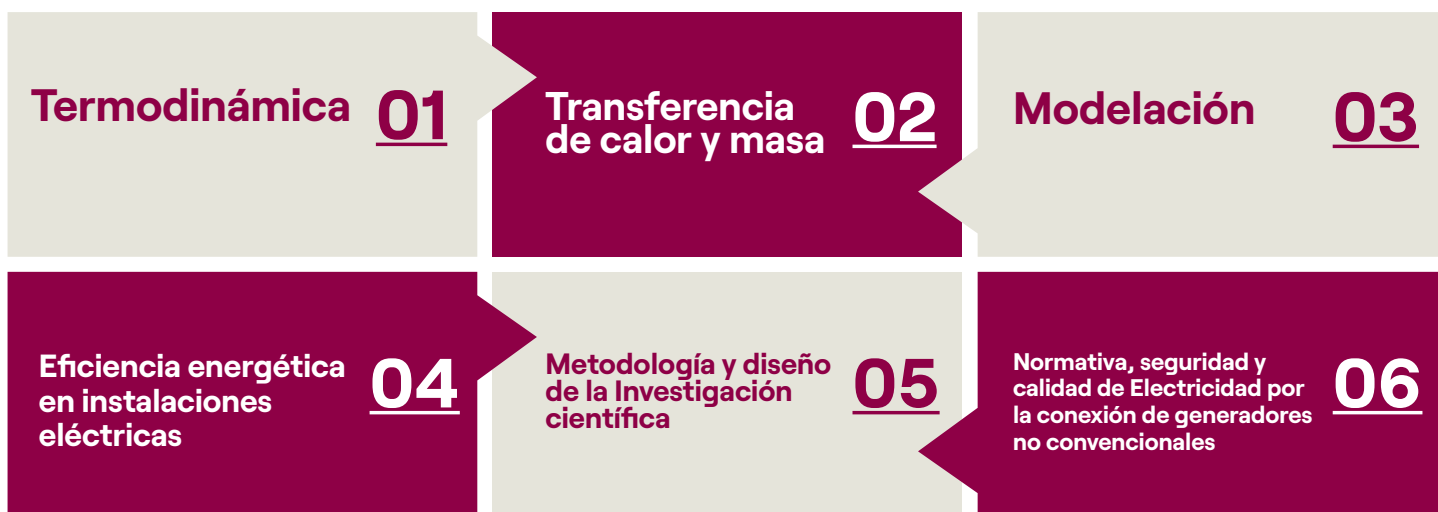 Termodinámica
01
Transferencia
de calor y masa
02
Modelación
03
Eficiencia energética
en instalaciones
eléctricas
04
Metodología y diseño
de la Investigación
científica
05
Normativa, seguridad y
calidad de Electricidad por
la conexión de generadores
no convencionales
06